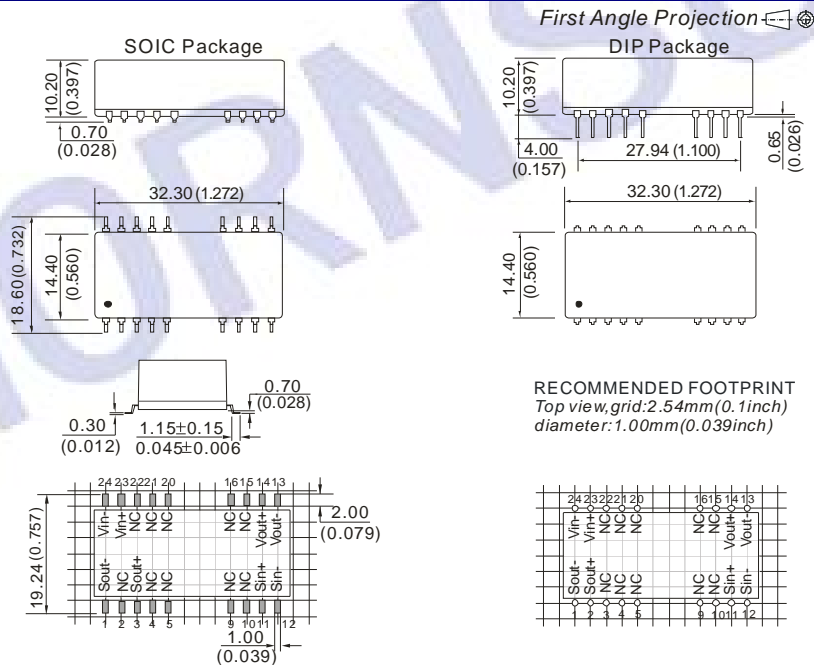 First Angle Projection
SOIC Package
DIP Package
10.20
(0.397)
0.70
(0.028)
10.20
(0.397)
4.00
(0.157)
27.94 (1.100)
0.65
(0.026)
32.30 (1.272)
18.60 (0.732)
14.40
(0.560)
32.30 (1.272)
14.40
(0.560)
0.30
(0.012)
1.15±0.15
0.045±0.006
0.70
(0.028)
RECOMMENDED FOOTPRINT
Top view,grid:2.54mm(0.1inch)
diameter:1.00mm(0.039inch)
24 23 22 21 20 16 15 14 13
Vin- Vin+ NC NC NC NC NC Vout+ Vout-
Sout- NC Sout+ NC NC NC NC Sin+ Sin-
1 2 3 4 5 9 10 11 12
19.24 (0.757)
2.00
(0.079)
1.00
(0.039)
24 23 22 21 20 16 15 14 13
Vin- Vin+ NC NC NC NC NC Vout+ Vout-
Sout- Sout+ NC NC NC NC NC Sin+ Sin-
1 2 3 4 5 9 10 11 12